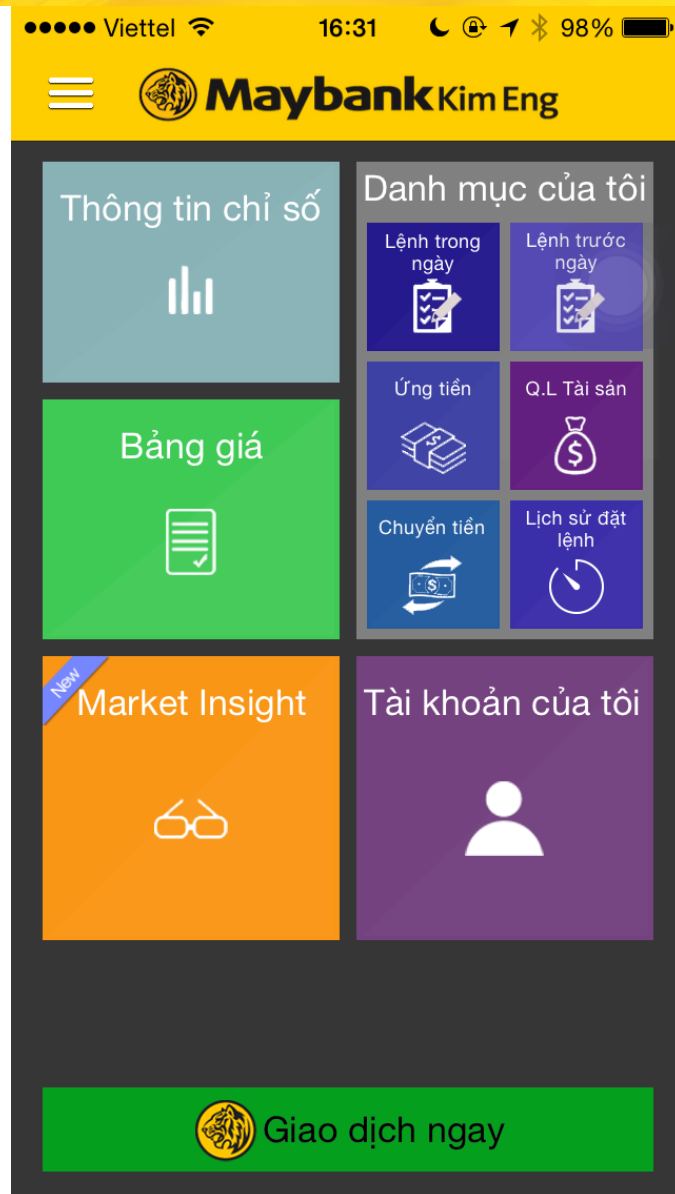 Viettel 16:31 98%
Maybank Kim Eng
Thông tin chỉ số
Danh mục của tôi
Lệnh trong
ngày
Lệnh trước
ngày
Ứng tiền
Q.L Tài sản
Chuyển tiền
Lịch sử đặt
lệnh
Bảng giá
New
Market Insight
Tài khoản của tôi
Giao dịch ngay